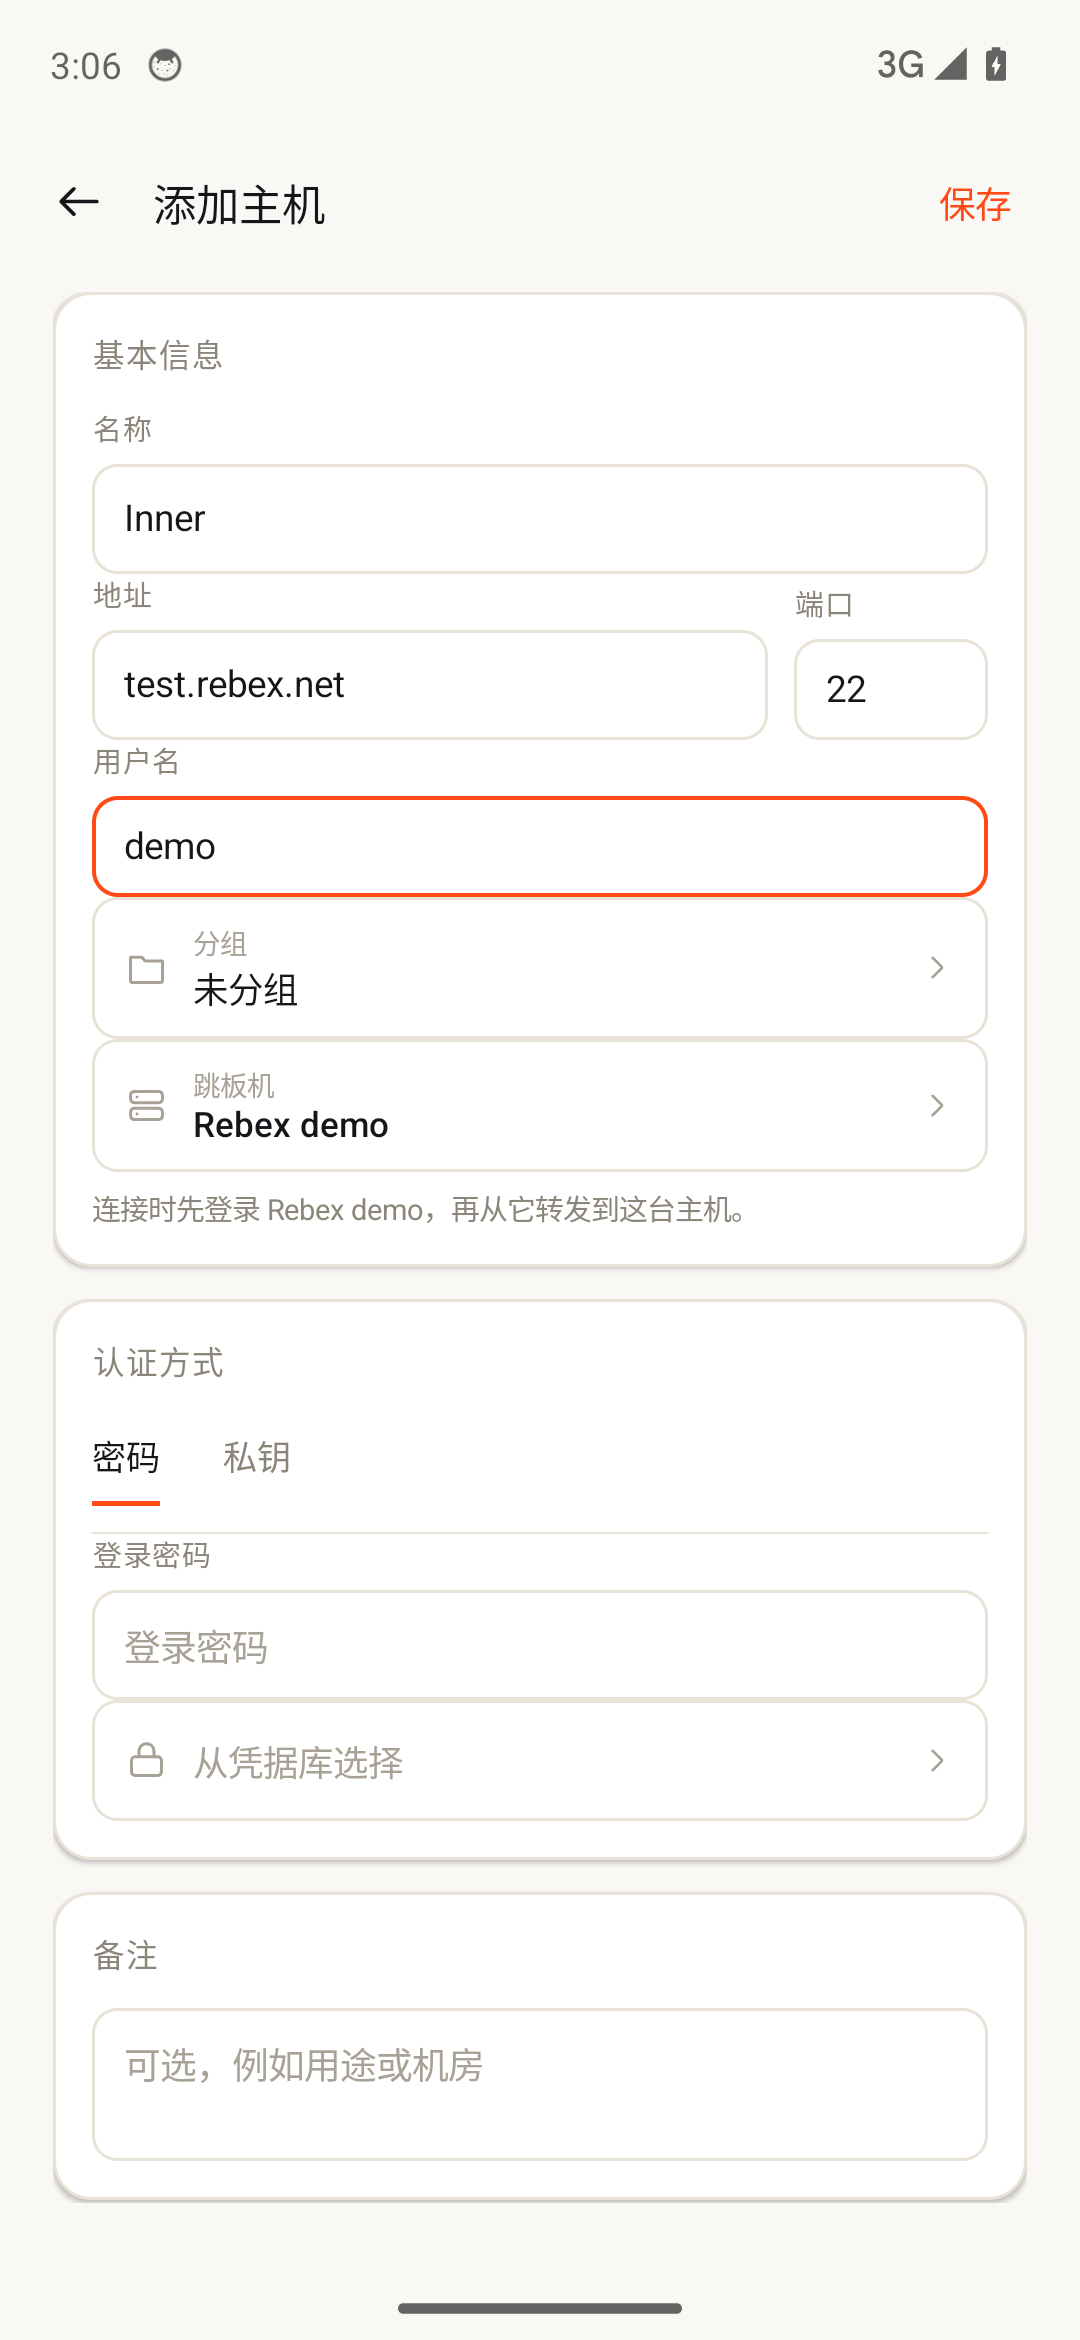 3:06
3G
添加主机
保存
基本信息
名称
Inner
地址
端口
test.rebex.net
22
用户名
demo
分组
未分组
跳板机
Rebex demo
连接时先登录 Rebex demo，再从它转发到这台主机。
认证方式
密码
私钥
登录密码
登录密码
从凭据库选择
备注
可选，例如用途或机房